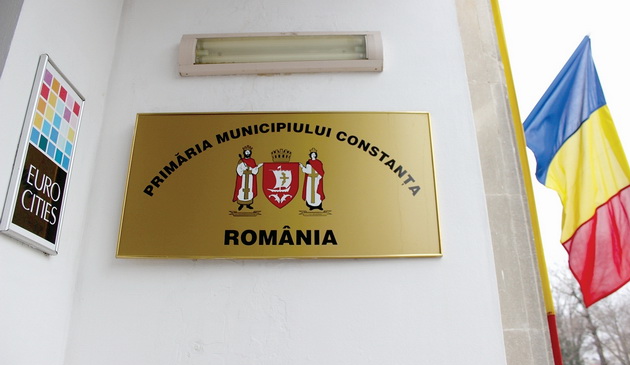 EURO
CITIES
PRIMĂRIA MUNICIPIULUI CONSTANȚA
ROMÂNIA